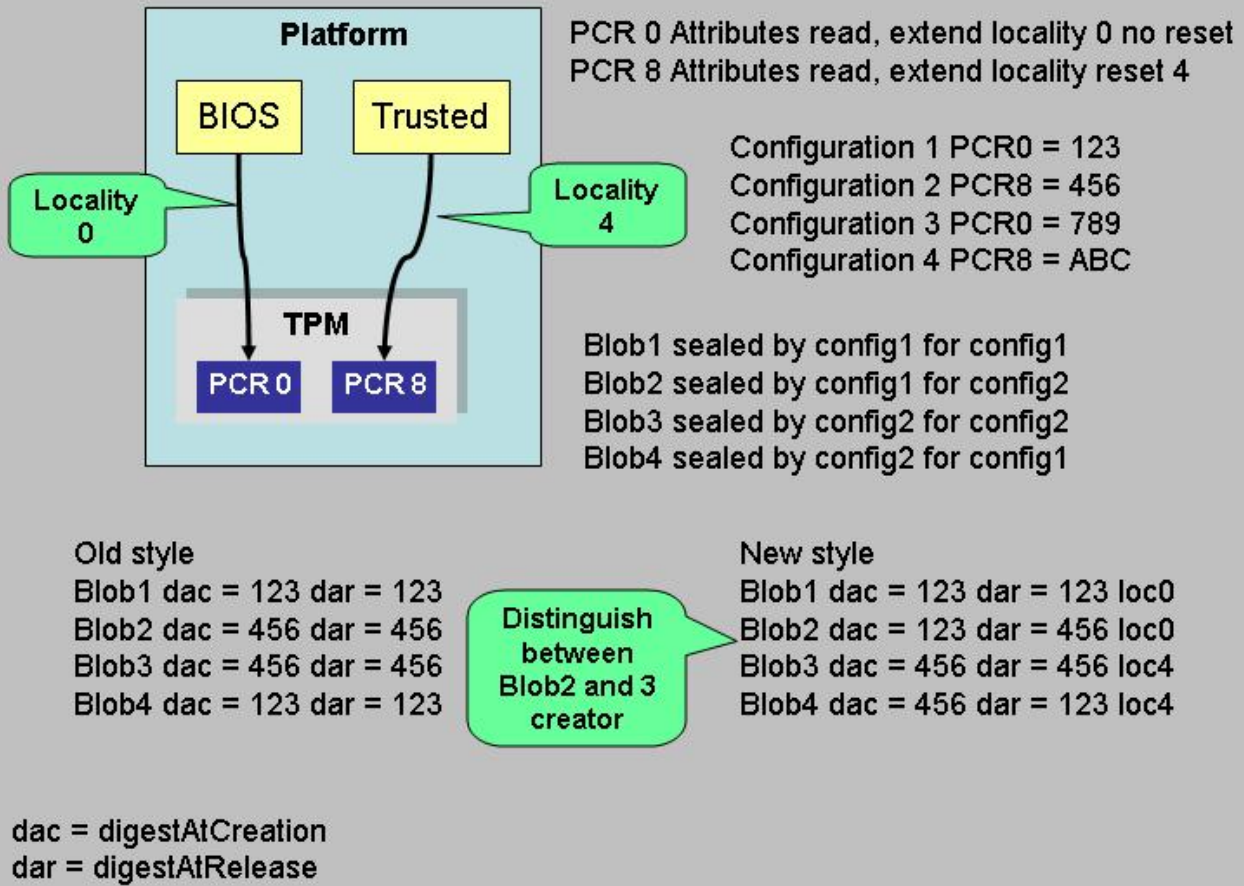 Platform
BIOS
Trusted
Locality
0
Locality
4
TPM
PCR 0
PCR 8
PCR 0 Attributes read, extend locality 0 no reset
PCR 8 Attributes read, extend locality reset 4
Configuration 1 PCR0 = 123
Configuration 2 PCR8 = 456
Configuration 3 PCR0 = 789
Configuration 4 PCR8 = ABC
Blob1 sealed by config1 for config1
Blob2 sealed by config1 for config2
Blob3 sealed by config2 for config2
Blob4 sealed by config2 for config1
Old style
Blob1 dac = 123 dar = 123
Blob2 dac = 456 dar = 456
Blob3 dac = 456 dar = 456
Blob4 dac = 123 dar = 123
Distinguish
between
Blob2 and 3
creator
New style
Blob1 dac = 123 dar = 123 loc0
Blob2 dac = 123 dar = 456 loc0
Blob3 dac = 456 dar = 456 loc4
Blob4 dac = 456 dar = 123 loc4
dac = digestAtCreation
dar = digestAtRelease